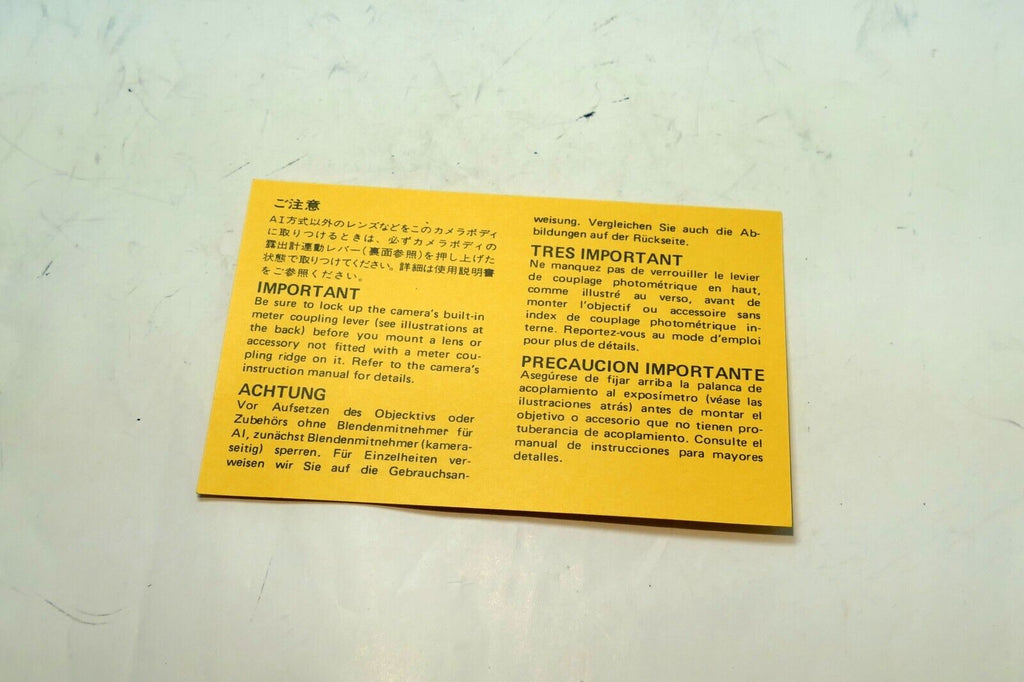 ご注意
AI方式以外のレンズなどをこのカメラボディ
に取りつけるときは、必ずカメラボディの
露出計連動レバー(裏面参照)を押し上げた
状態で取りつけてください。詳細は使用説明書
をご参照ください。
IMPORTANT
Be sure to lock up the camera's built-in
meter coupling lever (see illustrations at
the back) before you mount a lens or
accessory not fitted with a meter cou-
pling ridge on it. Refer to the camera's
instruction manual for details.
ACHTUNG
Vor Aufsetzen des Objecktivs oder
Zubehörs ohne Blendenmitnehmer für
AI, zunächst Blendenmitnehmer (kamera-
seitig) sperren. Für Einzelheiten ver-
weisen wir Sie auf die Gebrauchsan-
weisung. Vergleichen Sie auch die Ab-
bildungen auf der Rückseite.
TRES IMPORTANT
Ne manquez pas de verrouiller le levier
de couplage photométrique en haut,
comme illustré au verso, avant de
monter l'objectif ou accessoire sans
index de couplage photométrique in-
terne. Reportez-vous au mode d'emploi
pour plus de détails.
PRECAUCION IMPORTANTE
Asegúrese de fijar arriba la palanca de
acoplamiento al exposímetro (véase las
ilustraciones atrás) antes de montar el
objetivo o accesorio que no tienen pro-
tuberancia de acoplamiento. Consulte el
manual de instrucciones para mayores
detalles.